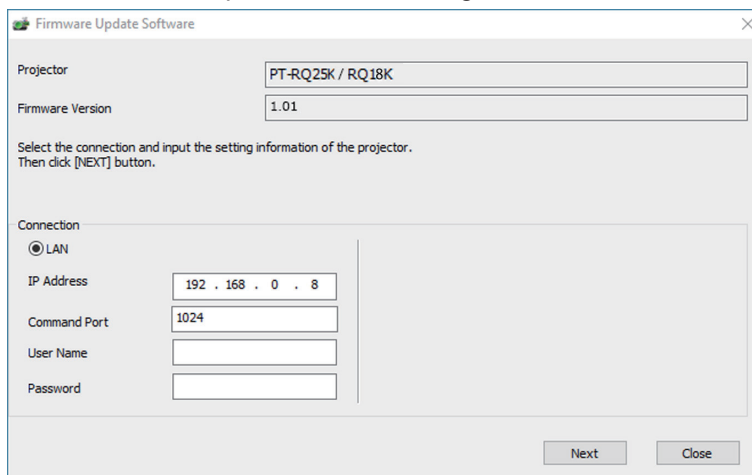 Firmware Update Software
Projector PT-RQ25K / RQ18K
Firmware Version 1.01
Select the connection and input the setting information of the projector.
Then click [NEXT] button.
Connection
LAN
IP Address 192 . 168 . 0 . 8
Command Port 1024
User Name
Password
Next Close